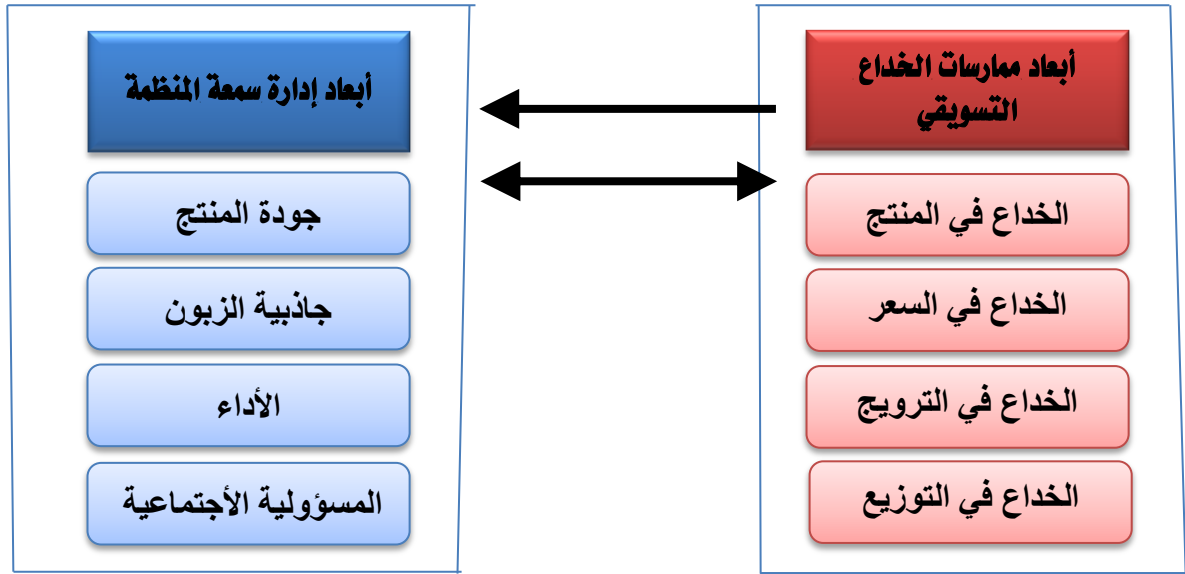 أبعاد ممارسات الخداع
التسويقي
الخداع في المنتج
الخداع في السعر
الخداع في الترويج
الخداع في التوزيع
أبعاد إدارة سمعة المنظمة
جودة المنتج
جاذبية الزبون
الأداء
المسؤولية الأجتماعية